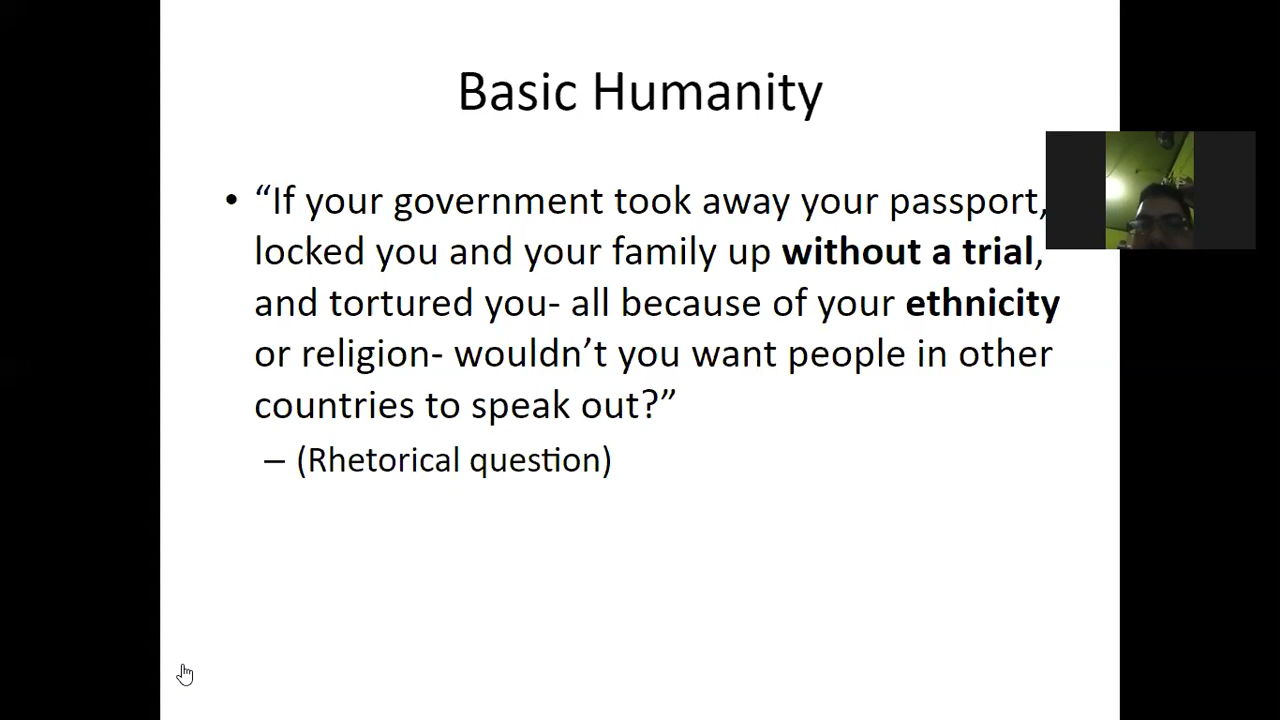 Basic Humanity
• “If your government took away your passport,
locked you and your family up without a trial,
and tortured you- all because of your ethnicity
or religion- wouldn’t you want people in other
countries to speak out?”
– (Rhetorical question)